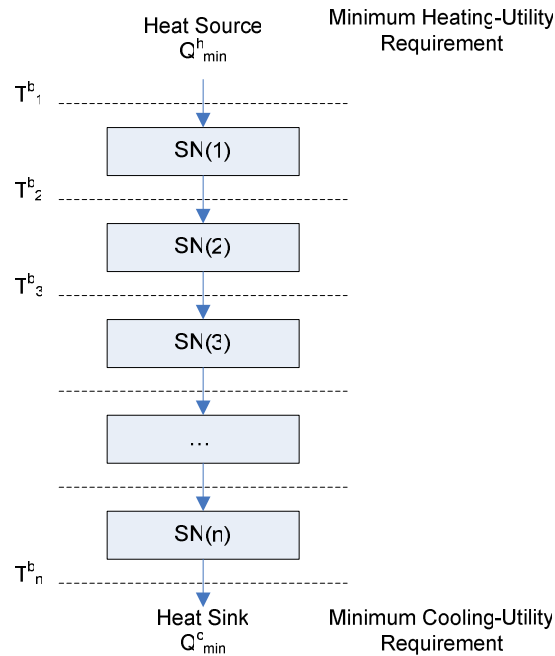 Heat Source
Q^h_min
Minimum Heating-Utility
Requirement
T^b_1
SN(1)
T^b_2
SN(2)
T^b_3
SN(3)
...
SN(n)
T^b_n
Heat Sink
Q^c_min
Minimum Cooling-Utility
Requirement